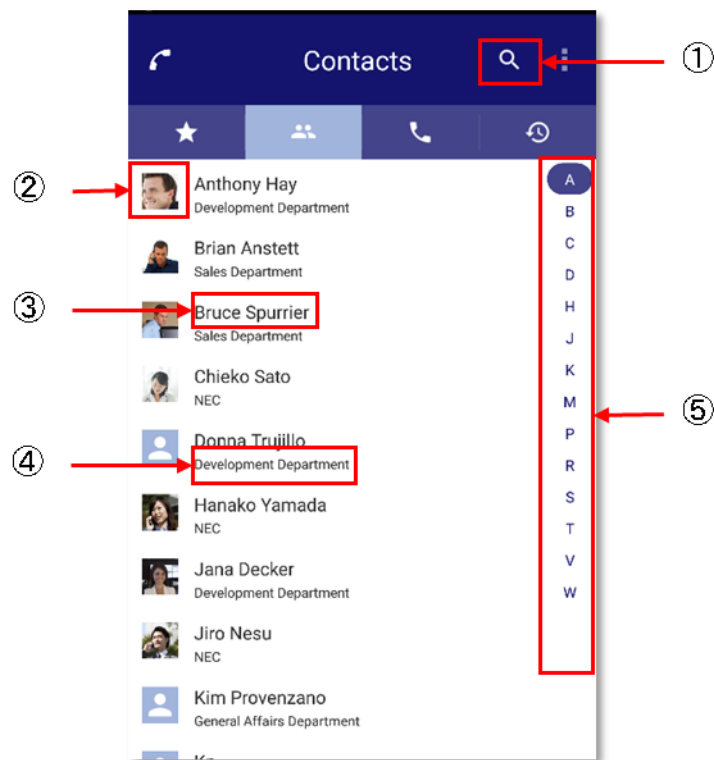 Contacts
①
②
Anthony Hay
Development Department
Brian Anstett
Sales Department
③
Bruce Spurrier
Sales Department
Chieko Sato
NEC
④
Donna Trujillo
Development Department
Hanako Yamada
NEC
Jana Decker
Development Department
Jiro Nesu
NEC
Kim Provenzano
General Affairs Department
A
B
C
D
H
J
K
M
P
R
S
T
V
W
⑤